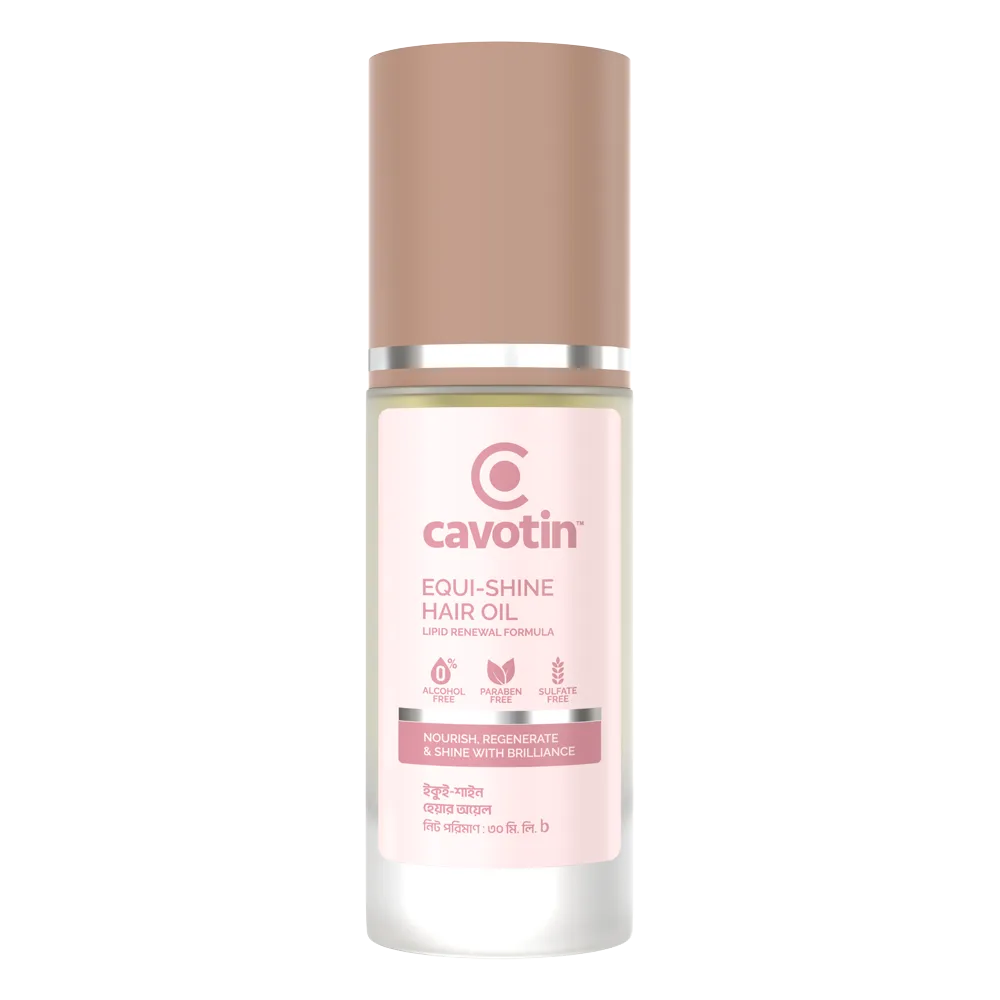 cavotin™
EQUI-SHINE
HAIR OIL
LIPID RENEWAL FORMULA
0%
ALCOHOL FREE
PARABEN FREE
SULFATE FREE
NOURISH, REGENERATE
& SHINE WITH BRILLIANCE
ইকুই-শাইন
হেয়ার অয়েল
নিট পরিমাণ : ৩০ মি. লি. b